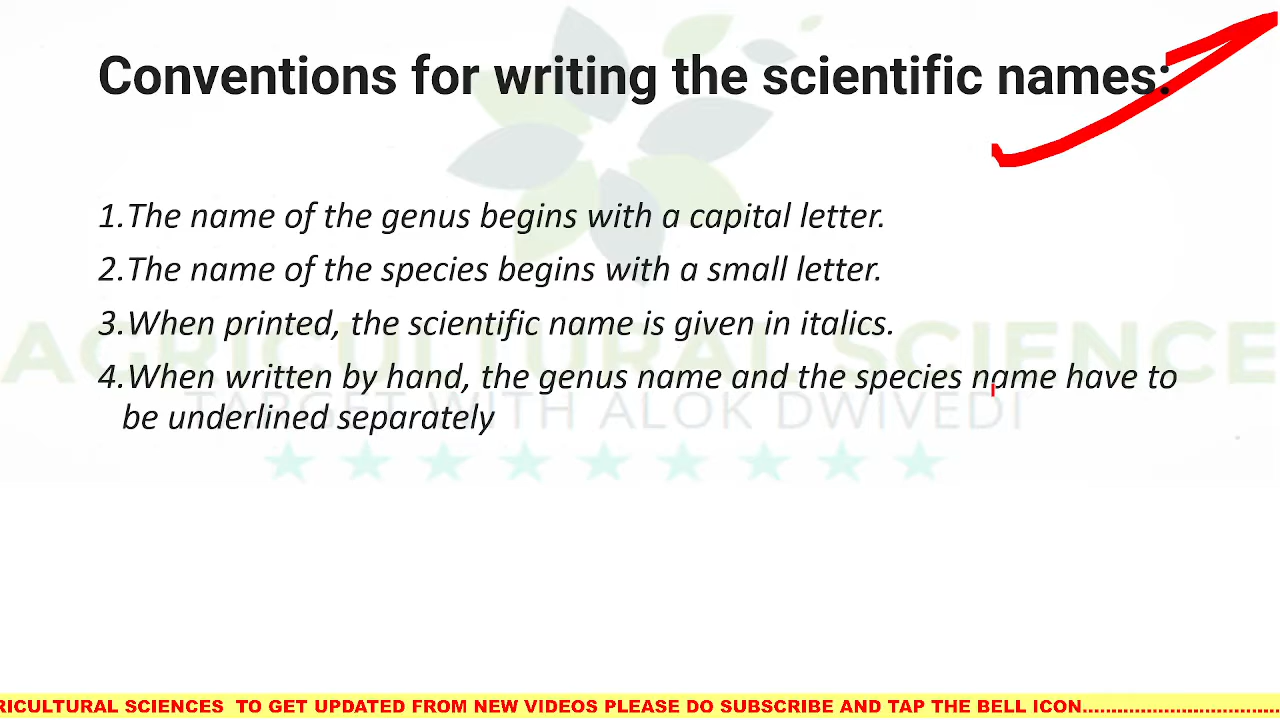 Conventions for writing the scientific names:
1.The name of the genus begins with a capital letter.
2.The name of the species begins with a small letter.
3.When printed, the scientific name is given in italics.
4.When written by hand, the genus name and the species name have to
be underlined separately
AGRICULTURAL SCIENCE
TARGET WITH ALOK DWIVEDI
RICULTURAL SCIENCES TO GET UPDATED FROM NEW VIDEOS PLEASE DO SUBSCRIBE AND TAP THE BELL ICON.......................................